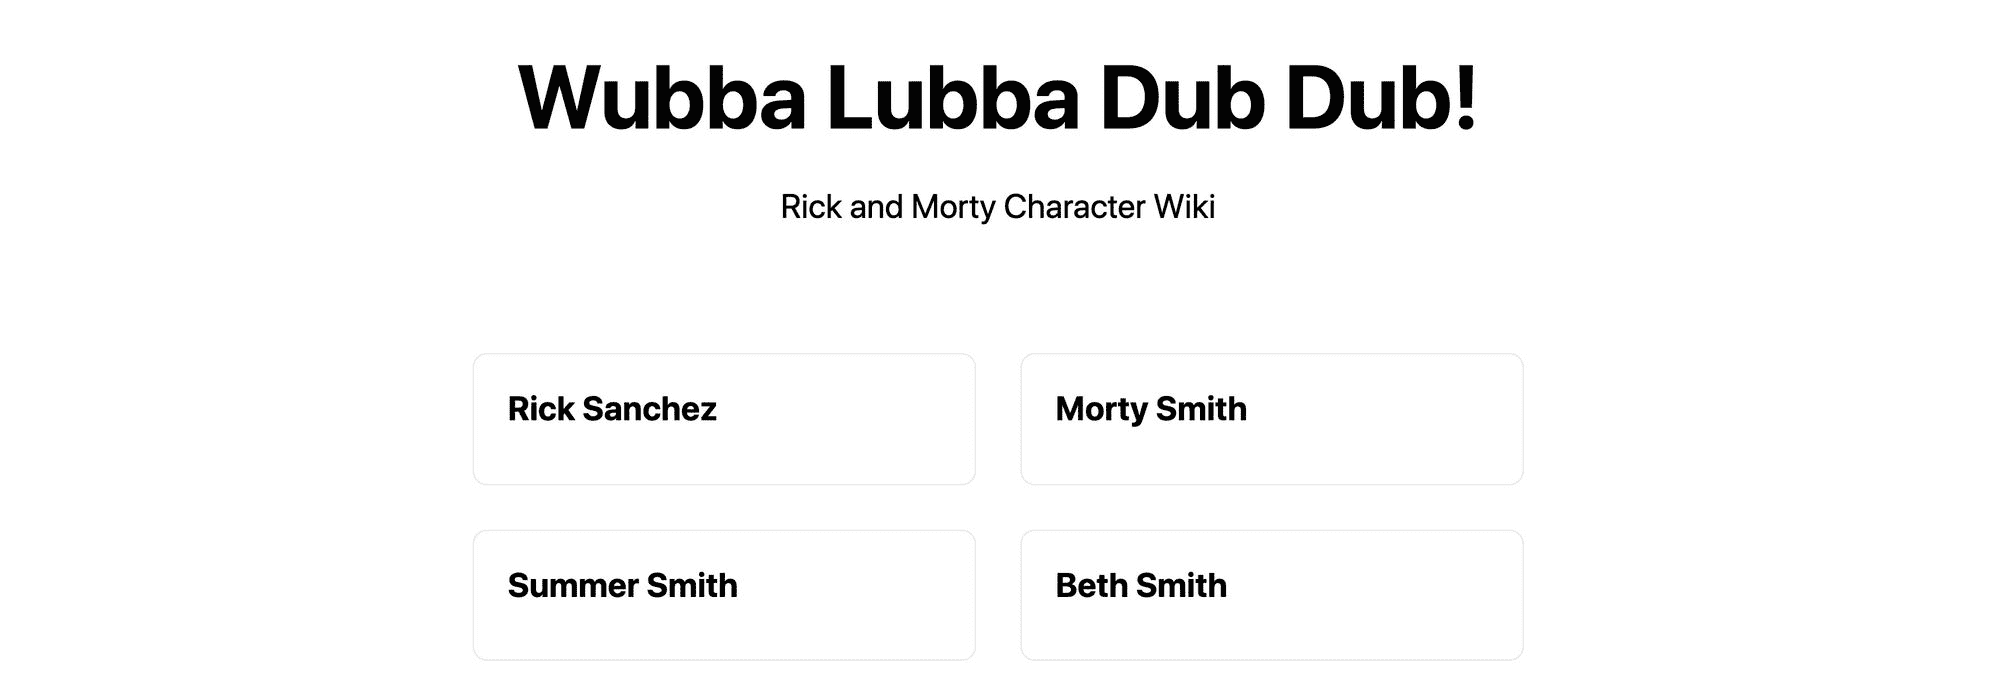 Wubba Lubba Dub Dub!
Rick and Morty Character Wiki
Rick Sanchez
Morty Smith
Summer Smith
Beth Smith